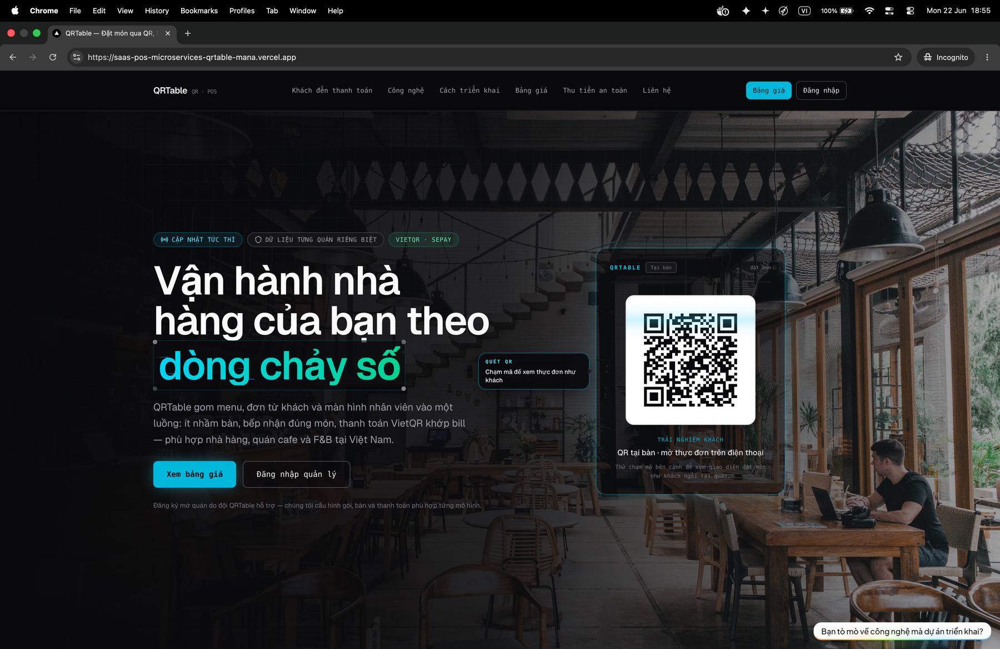 Chrome File Edit View History Bookmarks Profiles Tab Window Help VI 100% Mon 22 Jun 18:55
QRTable — Đặt món qua QR,
https://saas-pos-microservices-qrtable-mana.vercel.app Incognito
QRTable QR · POS Khách đến thanh toán Công nghệ Cách triển khai Bảng giá Thu tiền an toàn Liên hệ Bảng giá Đăng nhập
CẬP NHẬT TỨC THÌ DỮ LIỆU TỪNG QUÁN RIÊNG BIỆT VIETQR · SEPAY
Vận hành nhà
hàng của bạn theo
dòng chảy số
QRTable gom menu, đơn từ khách và màn hình nhân viên vào một
luồng: ít nhầm bàn, bếp nhận đúng món, thanh toán VietQR khớp bill
— phù hợp nhà hàng, quán cafe và F&B tại Việt Nam.
Xem bảng giá Đăng nhập quản lý
Đăng ký mở quán do đội QRTable hỗ trợ — chúng tôi cấu hình gói, bàn và thanh toán phù hợp từng mô hình.
QUÉT QR
Chạm mã để xem thực đơn như
khách
QRTABLE Tại bàn đặt món
TRẢI NGHIỆM KHÁCH
QR tại bàn · mở thực đơn trên điện thoại
Thử chạm mã bên cạnh để xem giao diện đặt món
như khách ngồi tại quán.
Bạn tò mò về công nghệ mà dự án triển khai?